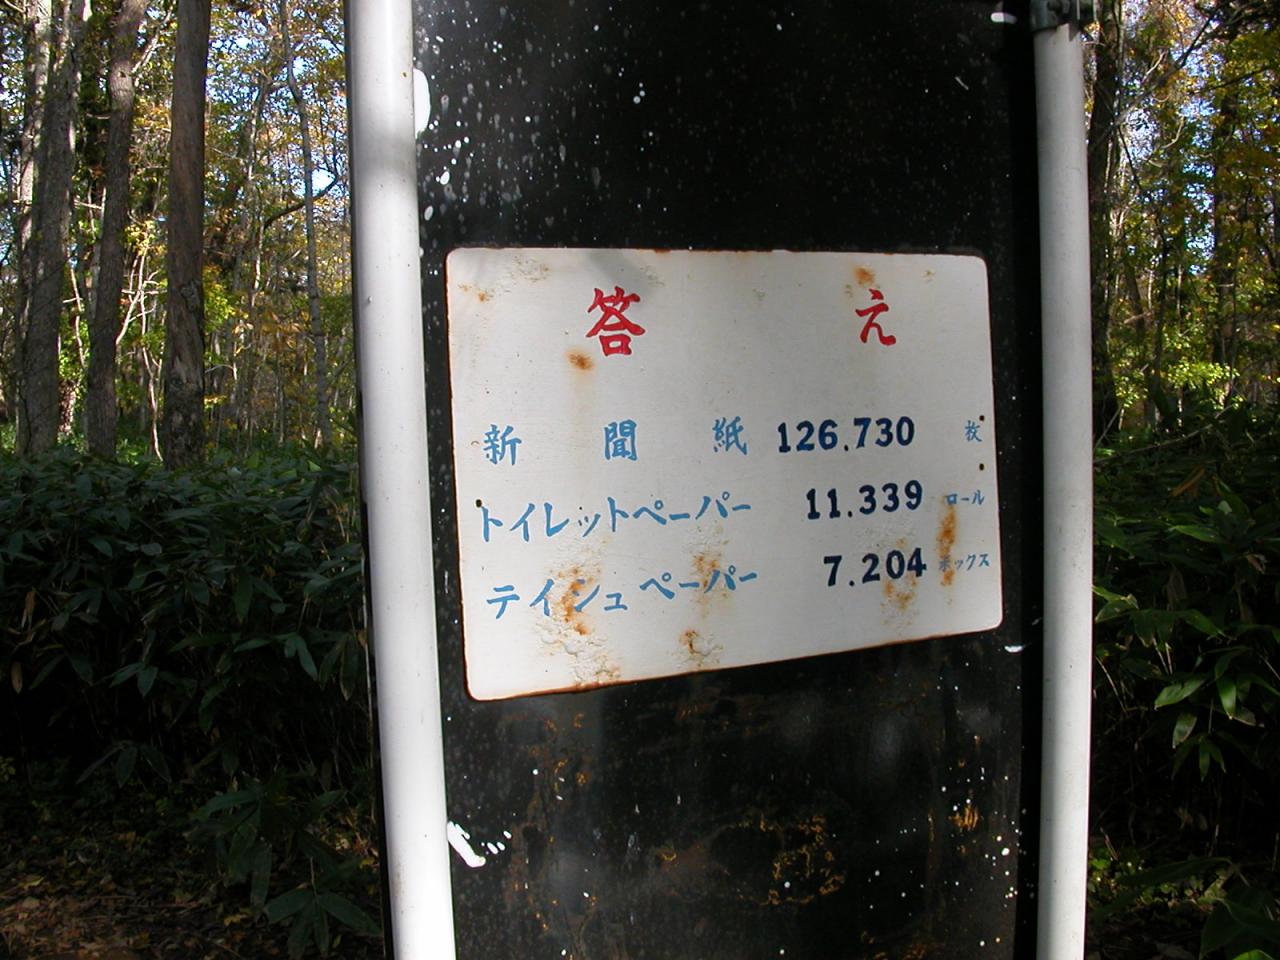 答え
新聞紙 126.730 枚
トイレットペーパー 11.339 ロール
テイシュペーパー 7.204 ボックス